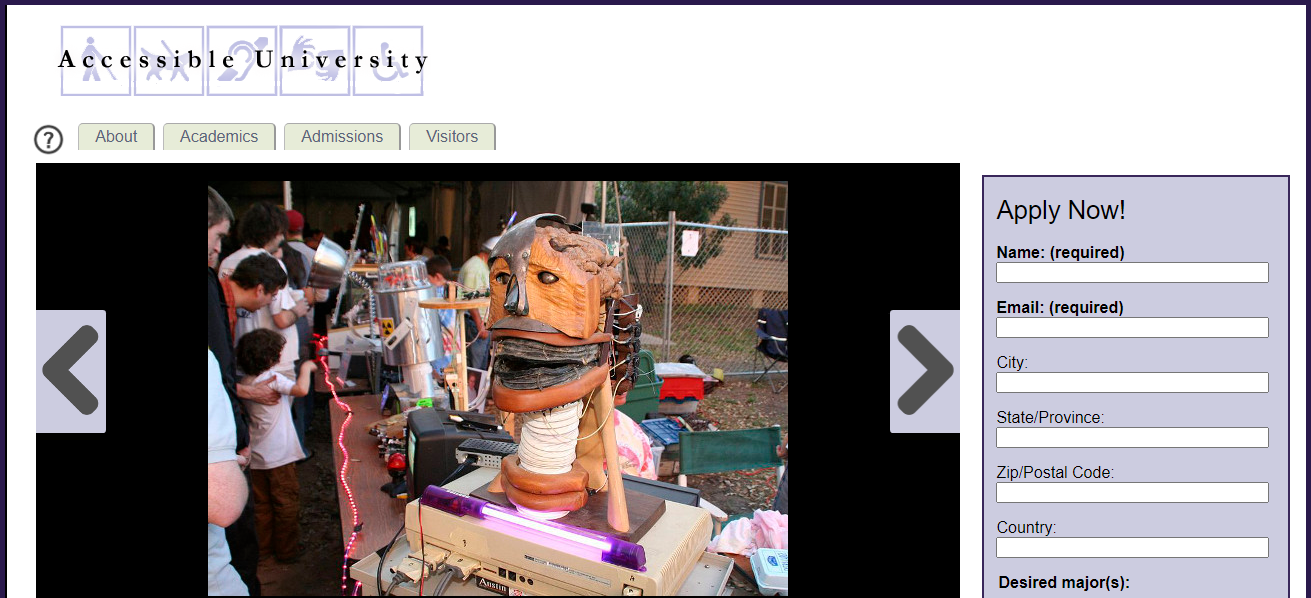 Accessible University
?
About
Academics
Admissions
Visitors
Apply Now!
Name: (required)
Email: (required)
City:
State/Province:
Zip/Postal Code:
Country:
Desired major(s):
Austin